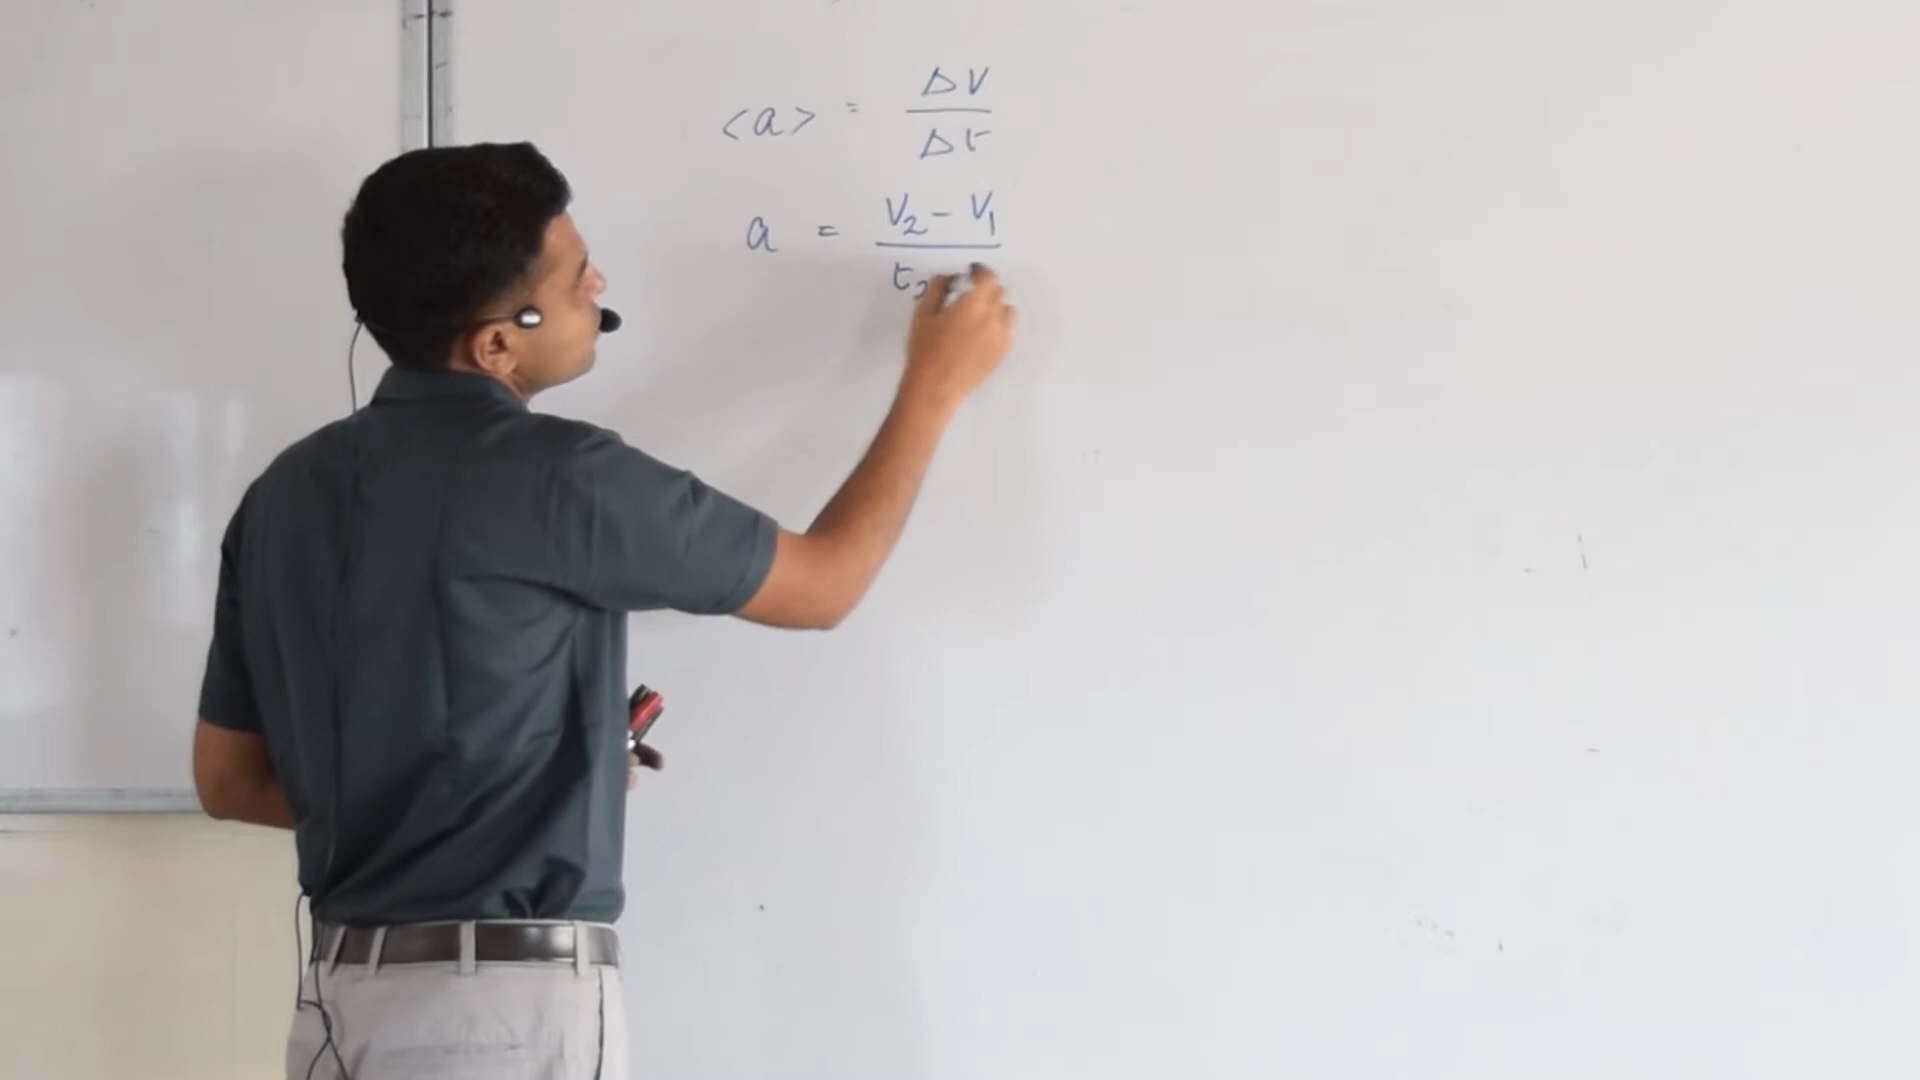 <a> = ΔV / Δt
a = V₂ - V₁ / t₂